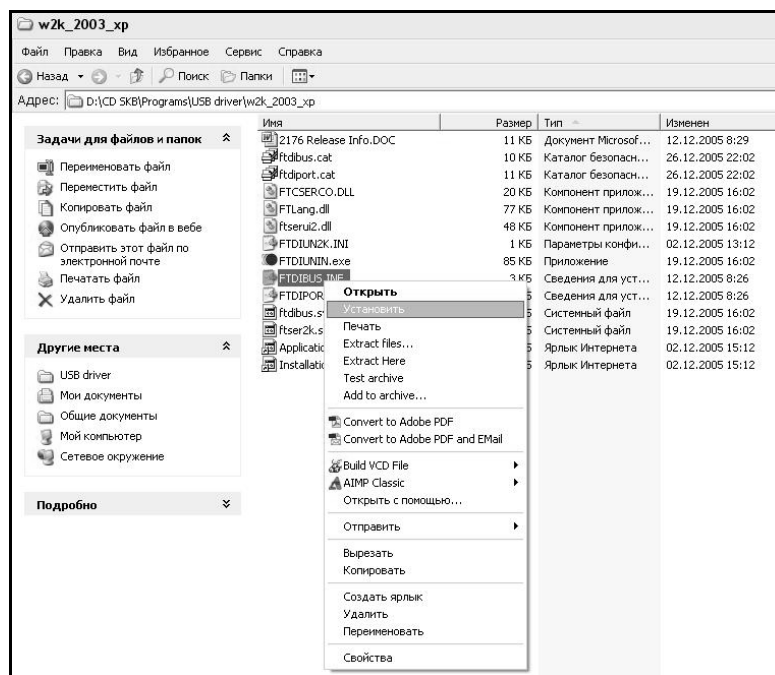 w2k_2003_xp
Файл Правка Вид Избранное Сервис Справка
Назад Поиск Папки
Адрес: D:\CD SKB\Programs\USB driver\w2k_2003_xp
Задачи для файлов и папок
Переименовать файл
Переместить файл
Копировать файл
Опубликовать файл в вебе
Отправить этот файл по
электронной почте
Печатать файл
Удалить файл
Другие места
USB driver
Мои документы
Общие документы
Мой компьютер
Сетевое окружение
Подробно
Имя Размер Тип Изменен
2176 Release Info.DOC 11 КБ Документ Microsof... 12.12.2005 8:29
ftdibus.cat 10 КБ Каталог безопасн... 26.12.2005 22:02
ftdiport.cat 11 КБ Каталог безопасн... 26.12.2005 22:02
FTCSERCO.DLL 20 КБ Компонент прилож... 19.12.2005 16:02
FTLang.dll 77 КБ Компонент прилож... 19.12.2005 16:02
ftserui2.dll 48 КБ Компонент прилож... 19.12.2005 16:02
FTDIUN2K.INI 1 КБ Параметры конфи... 02.12.2005 13:12
FTDIUNIN.exe 85 КБ Приложение 19.12.2005 16:02
FTDIBUS.INF 3 КБ Сведения для уст... 12.12.2005 8:26
FTDIPOR Б Сведения для уст... 12.12.2005 8:26
ftdibus.s Б Системный файл 19.12.2005 16:02
ftser2k.s Б Системный файл 19.12.2005 16:02
Applicatio Б Ярлык Интернета 02.12.2005 15:12
Installatio Б Ярлык Интернета 02.12.2005 15:12
Открыть
Установить
Печать
Extract files...
Extract Here
Test archive
Add to archive...
Convert to Adobe PDF
Convert to Adobe PDF and EMail
Build VCD File
AIMP Classic
Открыть с помощью...
Отправить
Вырезать
Копировать
Создать ярлык
Удалить
Переименовать
Свойства